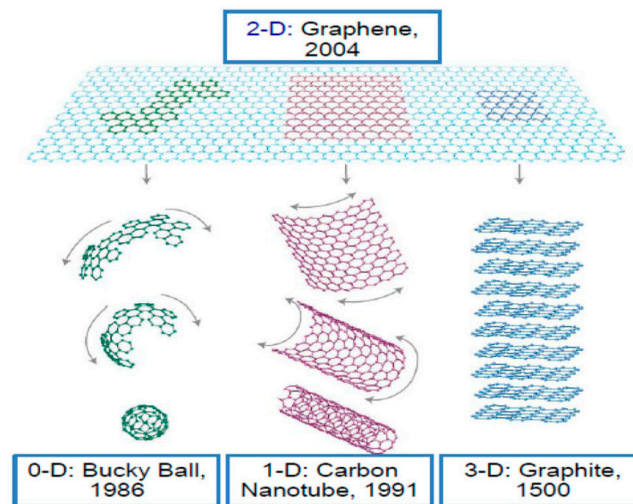 2-D: Graphene,
2004
0-D: Bucky Ball,
1986
1-D: Carbon
Nanotube, 1991
3-D: Graphite,
1500